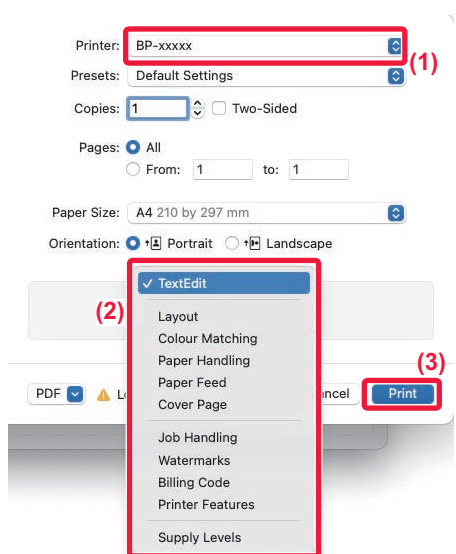 Printer: BP-xxxxx
(1)
Presets: Default Settings
Copies: 1 Two-Sided
Pages: All
From: 1 to: 1
Paper Size: A4 210 by 297 mm
Orientation: Portrait Landscape
(2)
✓ TextEdit
Layout
Colour Matching
Paper Handling
Paper Feed
Cover Page
Job Handling
Watermarks
Billing Code
Printer Features
Supply Levels
(3)
PDF Print